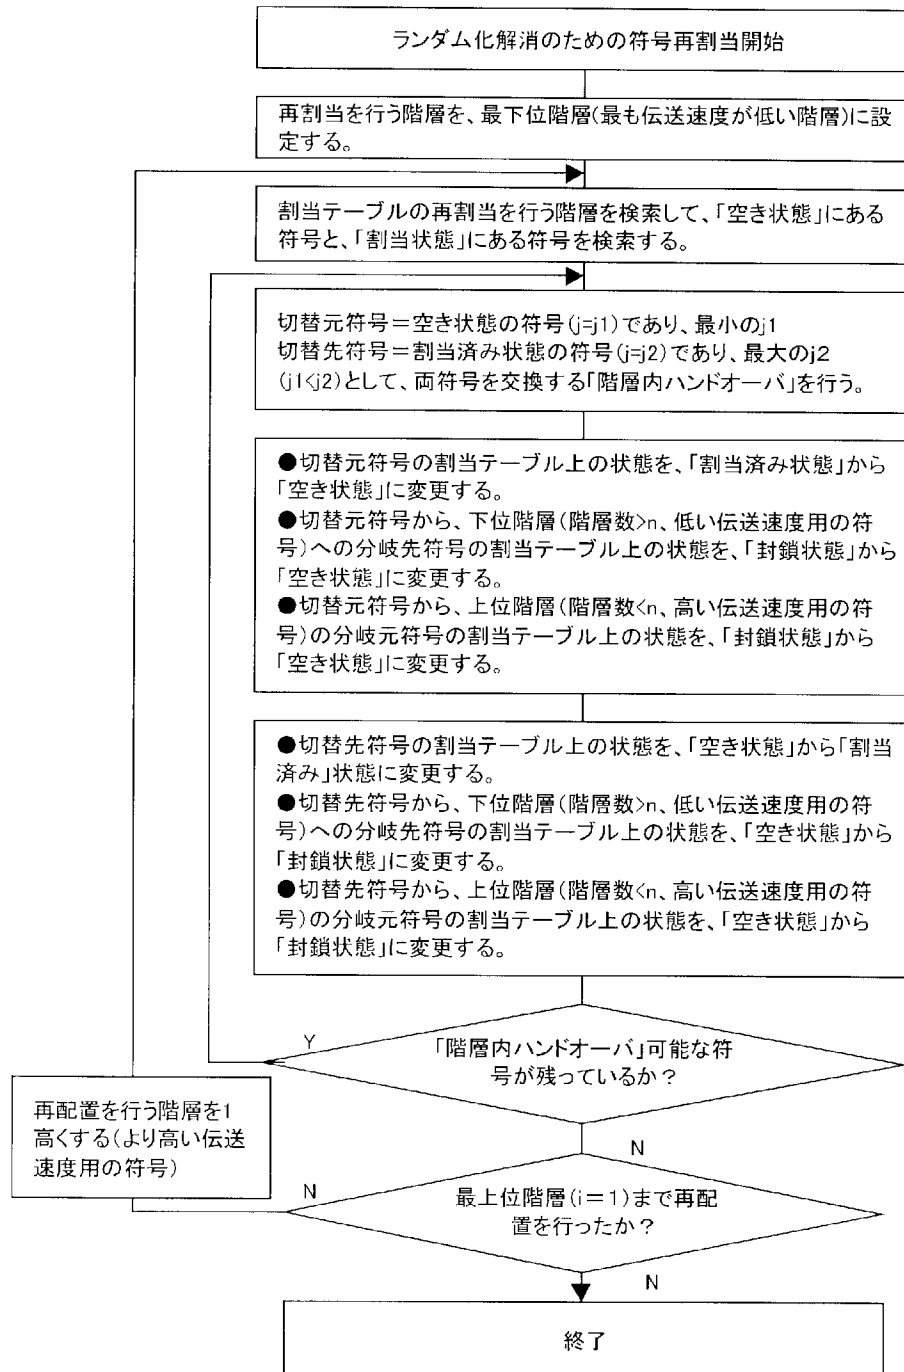 ランダム化解消のための符号再割当開始
再割当を行う階層を、最下位階層(最も伝送速度が低い階層)に設
定する。
割当テーブルの再割当を行う階層を検索して、「空き状態」にある
符号と、「割当状態」にある符号を検索する。
切替元符号＝空き状態の符号(j=j1)であり、最小のj1
切替先符号＝割当済み状態の符号(j=j2)であり、最大のj2
(j1<j2)として、両符号を交換する「階層内ハンドオーバ」を行う。
●切替元符号の割当テーブル上の状態を、「割当済み状態」から
「空き状態」に変更する。
●切替元符号から、下位階層(階層数>n、低い伝送速度用の符
号)への分岐先符号の割当テーブル上の状態を、「封鎖状態」から
「空き状態」に変更する。
●切替元符号から、上位階層(階層数<n、高い伝送速度用の符
号)の分岐元符号の割当テーブル上の状態を、「封鎖状態」から
「空き状態」に変更する。
●切替先符号の割当テーブル上の状態を、「空き状態」から「割当
済み」状態に変更する。
●切替先符号から、下位階層(階層数>n、低い伝送速度用の符
号)への分岐先符号の割当テーブル上の状態を、「空き状態」から
「封鎖状態」に変更する。
●切替先符号から、上位階層(階層数<n、高い伝送速度用の符
号)の分岐元符号の割当テーブル上の状態を、「空き状態」から
「封鎖状態」に変更する。
Y
「階層内ハンドオーバ」可能な符
号が残っているか？
N
再配置を行う階層を1
高くする(より高い伝送
速度用の符号)
N
最上位階層(i＝1)まで再配
置を行ったか？
N
終了